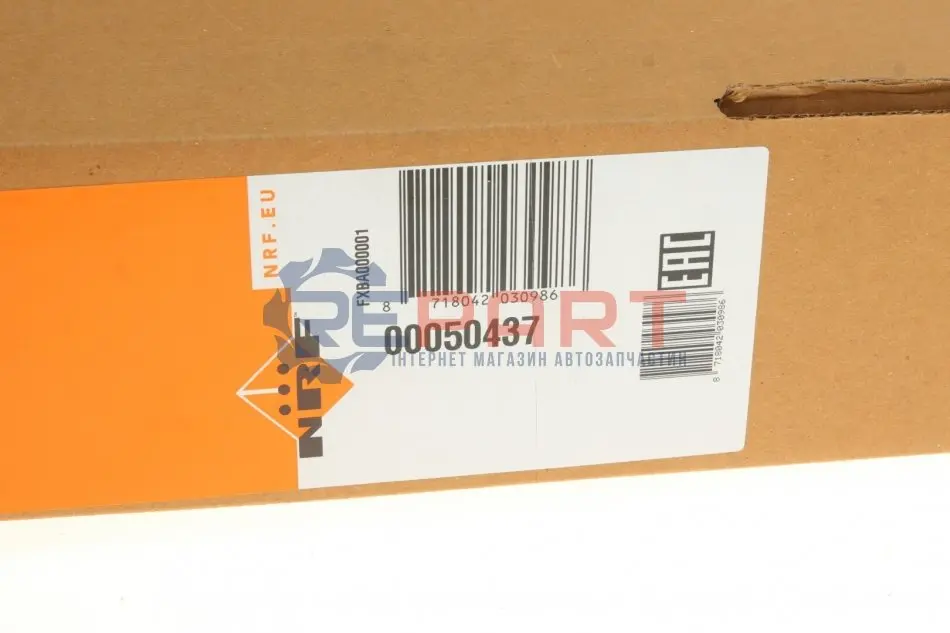 NRF.EU
FXBA000001
8 718042 030986
00050437
REPART
ІНТЕРНЕТ МАГАЗИН АВТОЗАПЧАСТИН
NRF
EAC
8 718042 030986